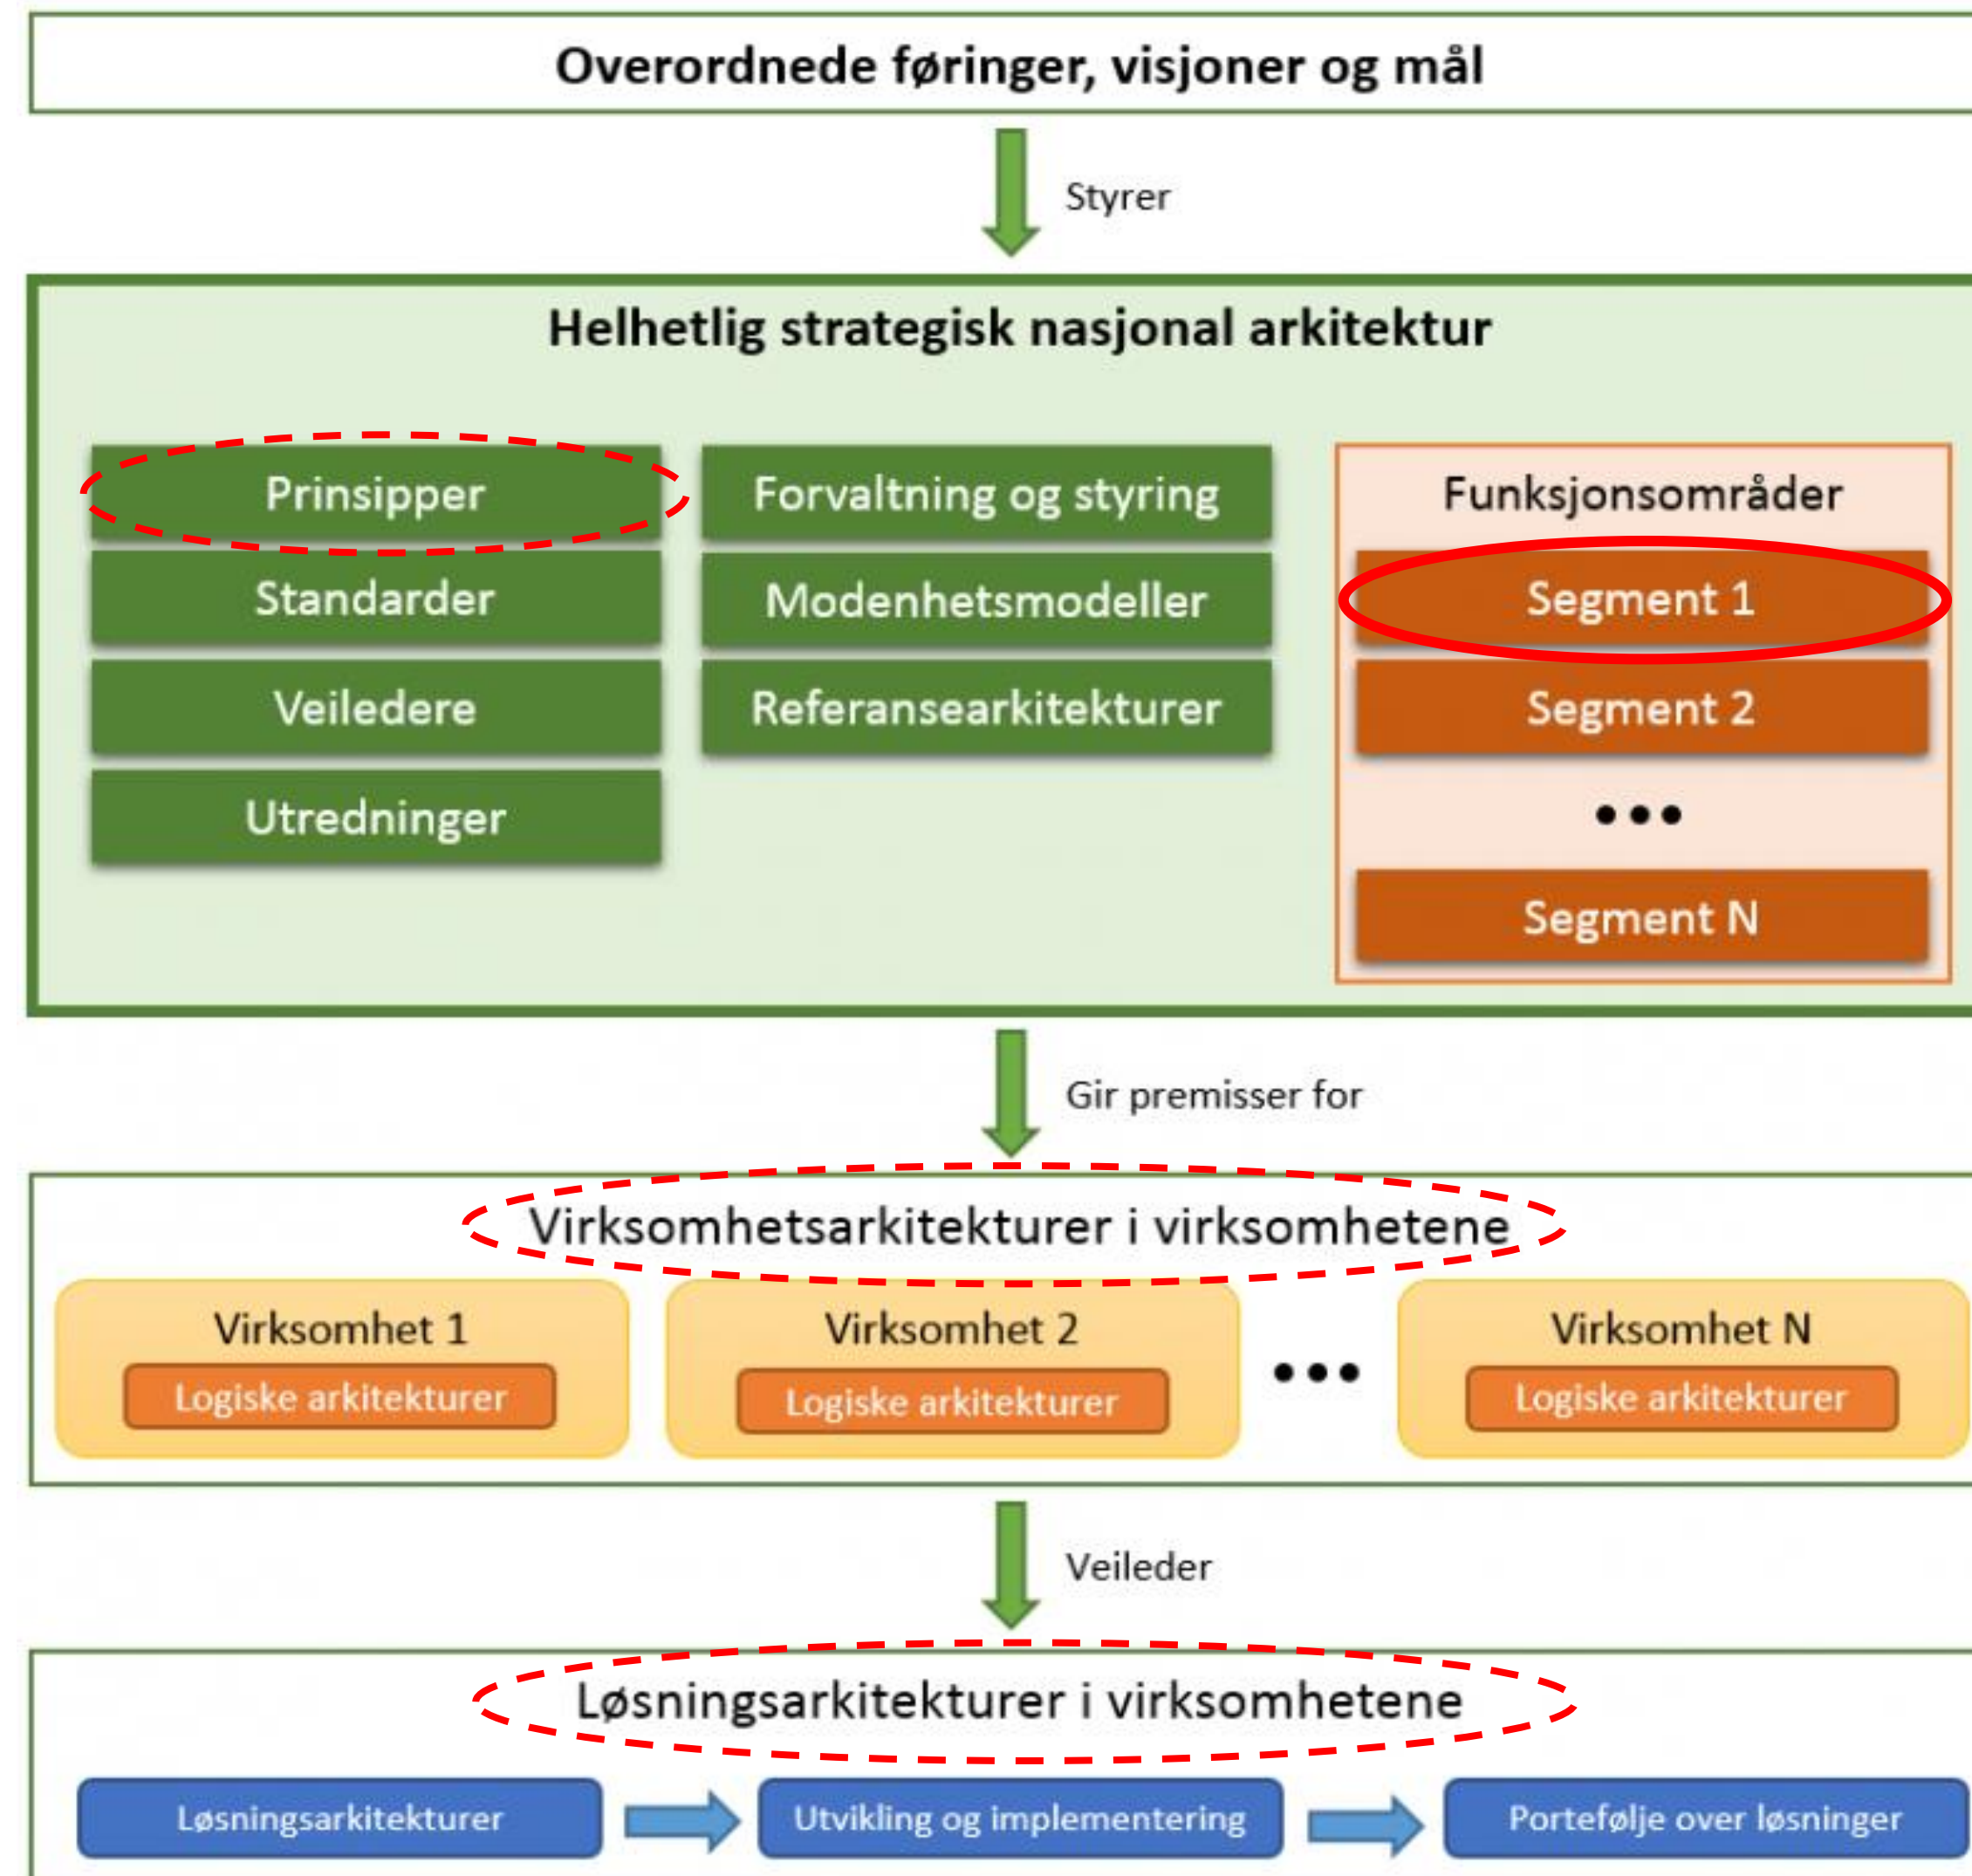 Overordnede føringer, visjoner og mål
Styrer
Helhetlig strategisk nasjonal arkitektur
Prinsipper
Standarder
Veiledere
Utredninger
Forvaltning og styring
Modenhetsmodeller
Referansearkitekturer
Funksjonsområder
Segment 1
Segment 2
•••
Segment N
Gir premisser for
Virksomhetsarkitekturer i virksomhetene
Virksomhet 1
Logiske arkitekturer
Virksomhet 2
Logiske arkitekturer
•••
Virksomhet N
Logiske arkitekturer
Veileder
Løsningsarkitekturer i virksomhetene
Løsningsarkitekturer
Utvikling og implementering
Portefølje over løsninger